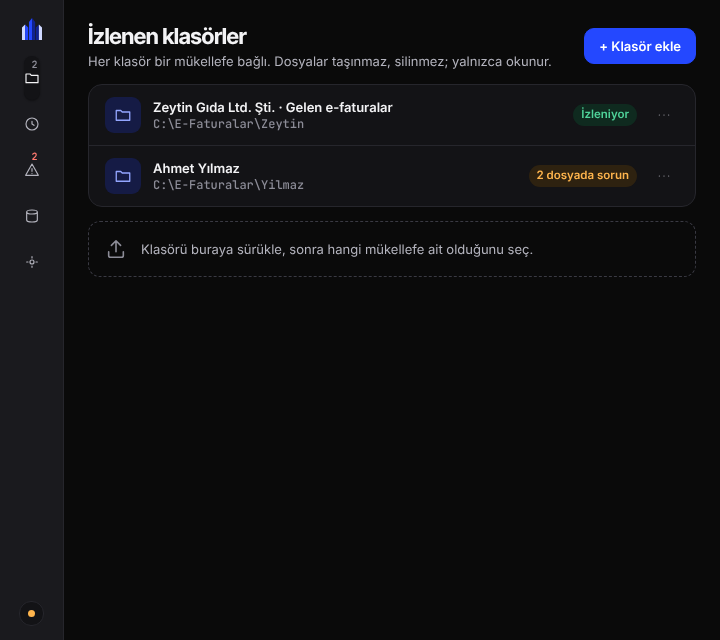 İzlenen klasörler
Her klasör bir mükellefe bağlı. Dosyalar taşınmaz, silinmez; yalnızca okunur.
+ Klasör ekle
2
2
Zeytin Gıda Ltd. Şti. · Gelen e-faturalar
C:\E-Faturalar\Zeytin
İzleniyor
...
Ahmet Yılmaz
C:\E-Faturalar\Yilmaz
2 dosyada sorun
...
Klasörü buraya sürükle, sonra hangi mükellefe ait olduğunu seç.